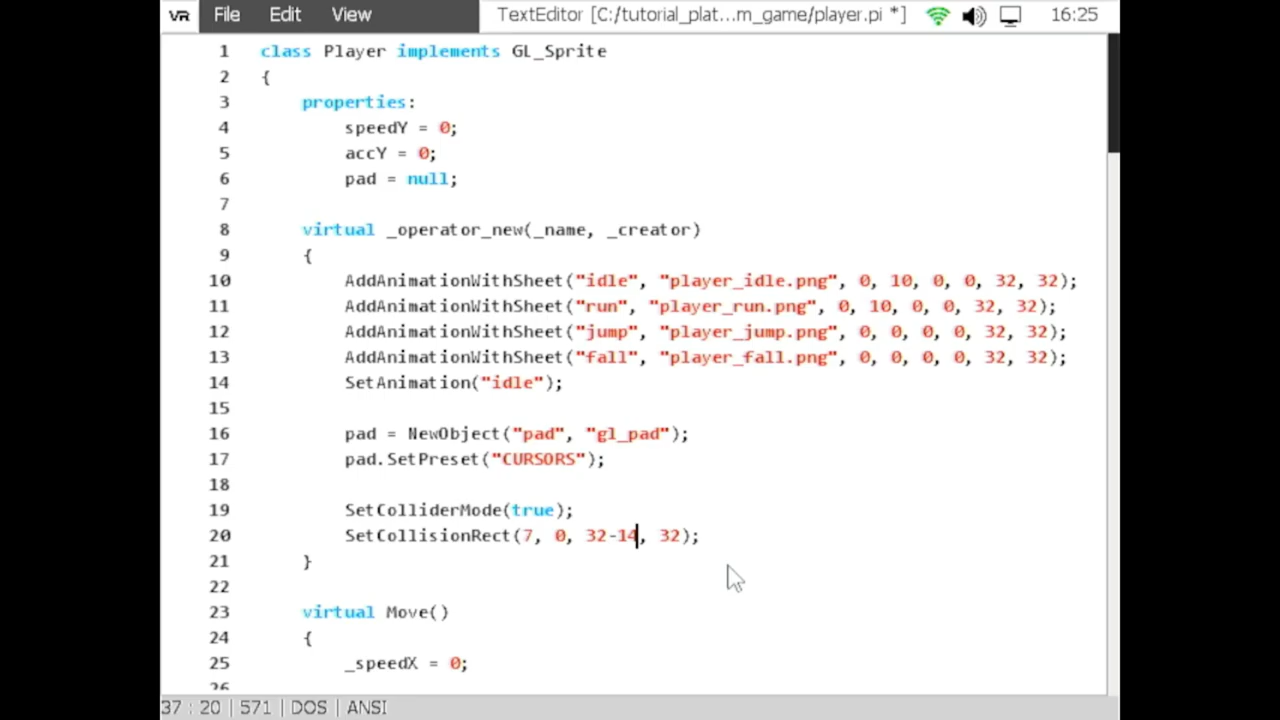 VR File Edit View TextEditor [C:/tutorial_plat...m_game/player.pi *] 16:25
1 class Player implements GL_Sprite
2 {
3 properties:
4 speedY = 0;
5 accY = 0;
6 pad = null;
7
8 virtual _operator_new(_name, _creator)
9 {
10 AddAnimationWithSheet("idle", "player_idle.png", 0, 10, 0, 0, 32, 32);
11 AddAnimationWithSheet("run", "player_run.png", 0, 10, 0, 0, 32, 32);
12 AddAnimationWithSheet("jump", "player_jump.png", 0, 0, 0, 0, 32, 32);
13 AddAnimationWithSheet("fall", "player_fall.png", 0, 0, 0, 0, 32, 32);
14 SetAnimation("idle");
15
16 pad = NewObject("pad", "gl_pad");
17 pad.SetPreset("CURSORS");
18
19 SetColliderMode(true);
20 SetCollisionRect(7, 0, 32-14, 32);
21 }
22
23 virtual Move()
24 {
25 _speedX = 0;
26
37 : 20 | 571 | DOS | ANSI